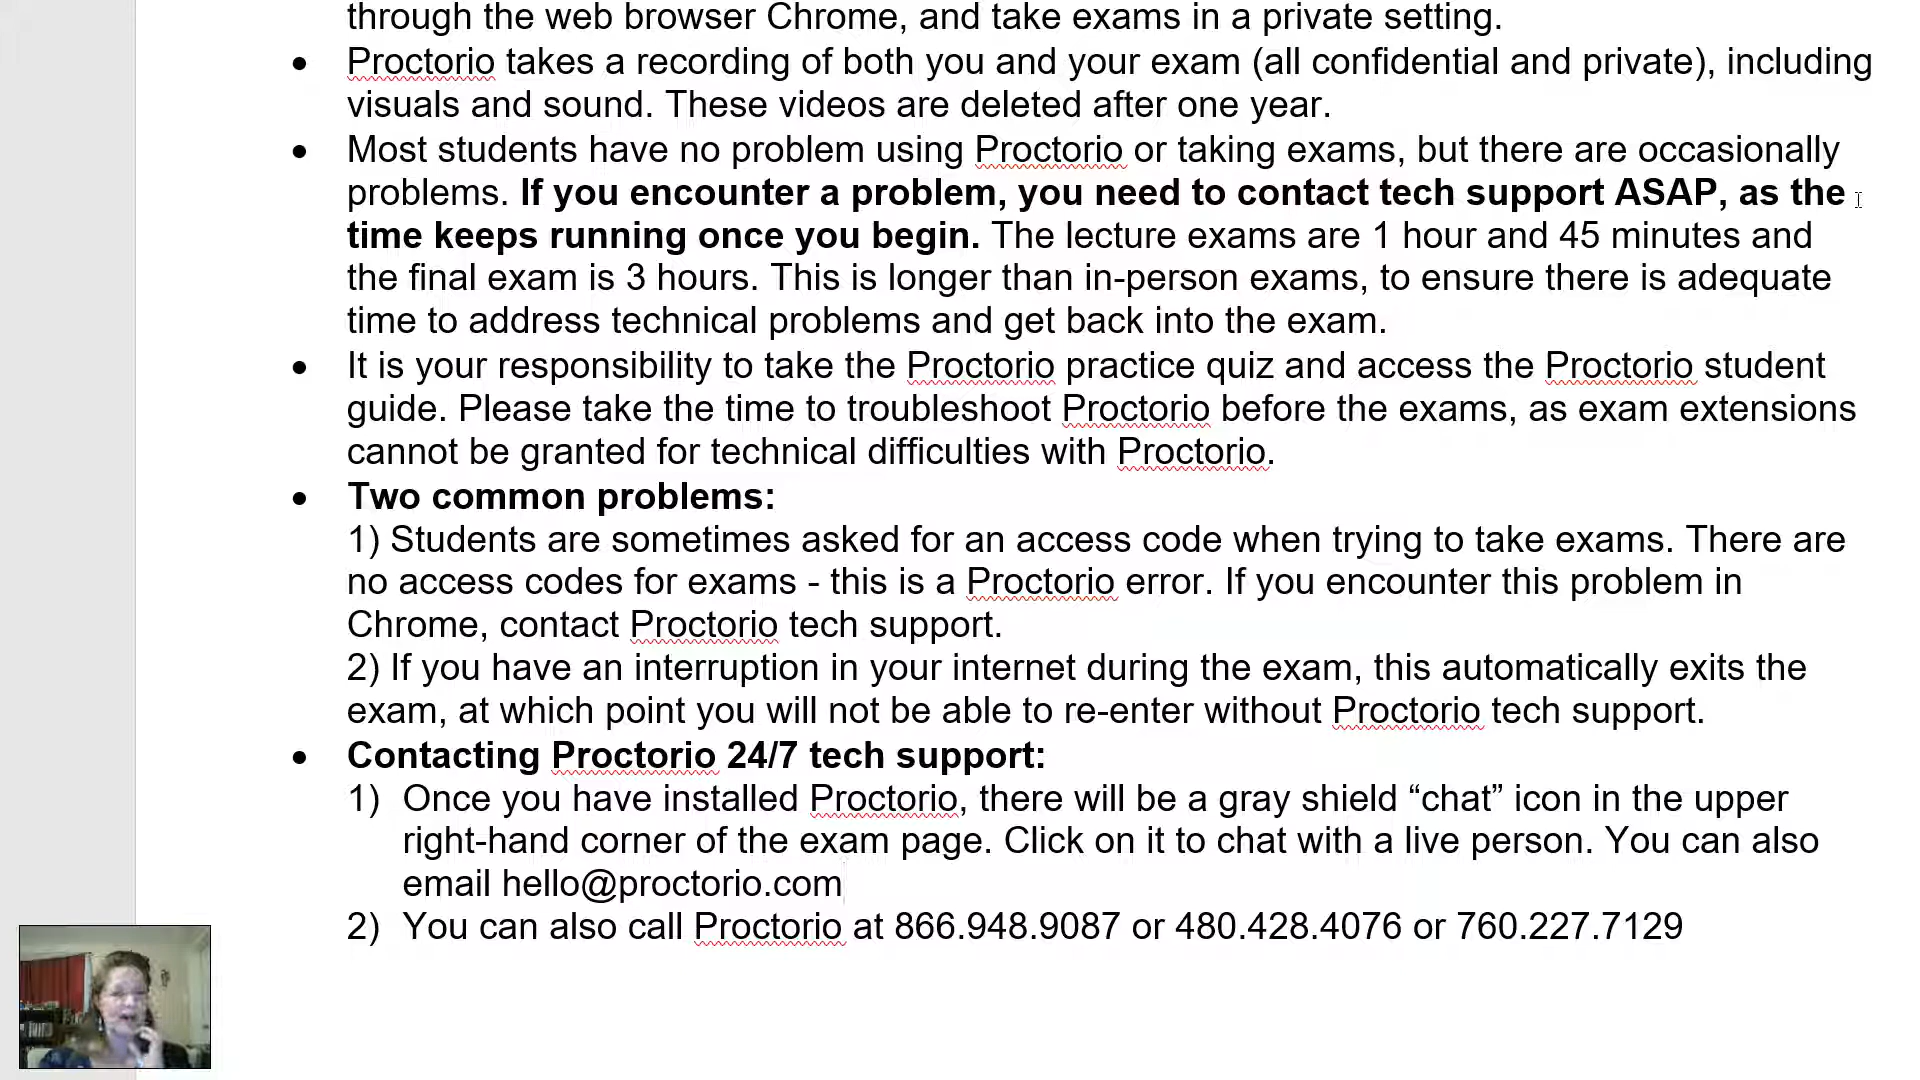 through the web browser Chrome, and take exams in a private setting.
• Proctorio takes a recording of both you and your exam (all confidential and private), including
visuals and sound. These videos are deleted after one year.
• Most students have no problem using Proctorio or taking exams, but there are occasionally
problems. If you encounter a problem, you need to contact tech support ASAP, as the
time keeps running once you begin. The lecture exams are 1 hour and 45 minutes and
the final exam is 3 hours. This is longer than in-person exams, to ensure there is adequate
time to address technical problems and get back into the exam.
• It is your responsibility to take the Proctorio practice quiz and access the Proctorio student
guide. Please take the time to troubleshoot Proctorio before the exams, as exam extensions
cannot be granted for technical difficulties with Proctorio.
• Two common problems:
1) Students are sometimes asked for an access code when trying to take exams. There are
no access codes for exams - this is a Proctorio error. If you encounter this problem in
Chrome, contact Proctorio tech support.
2) If you have an interruption in your internet during the exam, this automatically exits the
exam, at which point you will not be able to re-enter without Proctorio tech support.
• Contacting Proctorio 24/7 tech support:
1) Once you have installed Proctorio, there will be a gray shield “chat” icon in the upper
right-hand corner of the exam page. Click on it to chat with a live person. You can also
email hello@proctorio.com
2) You can also call Proctorio at 866.948.9087 or 480.428.4076 or 760.227.7129